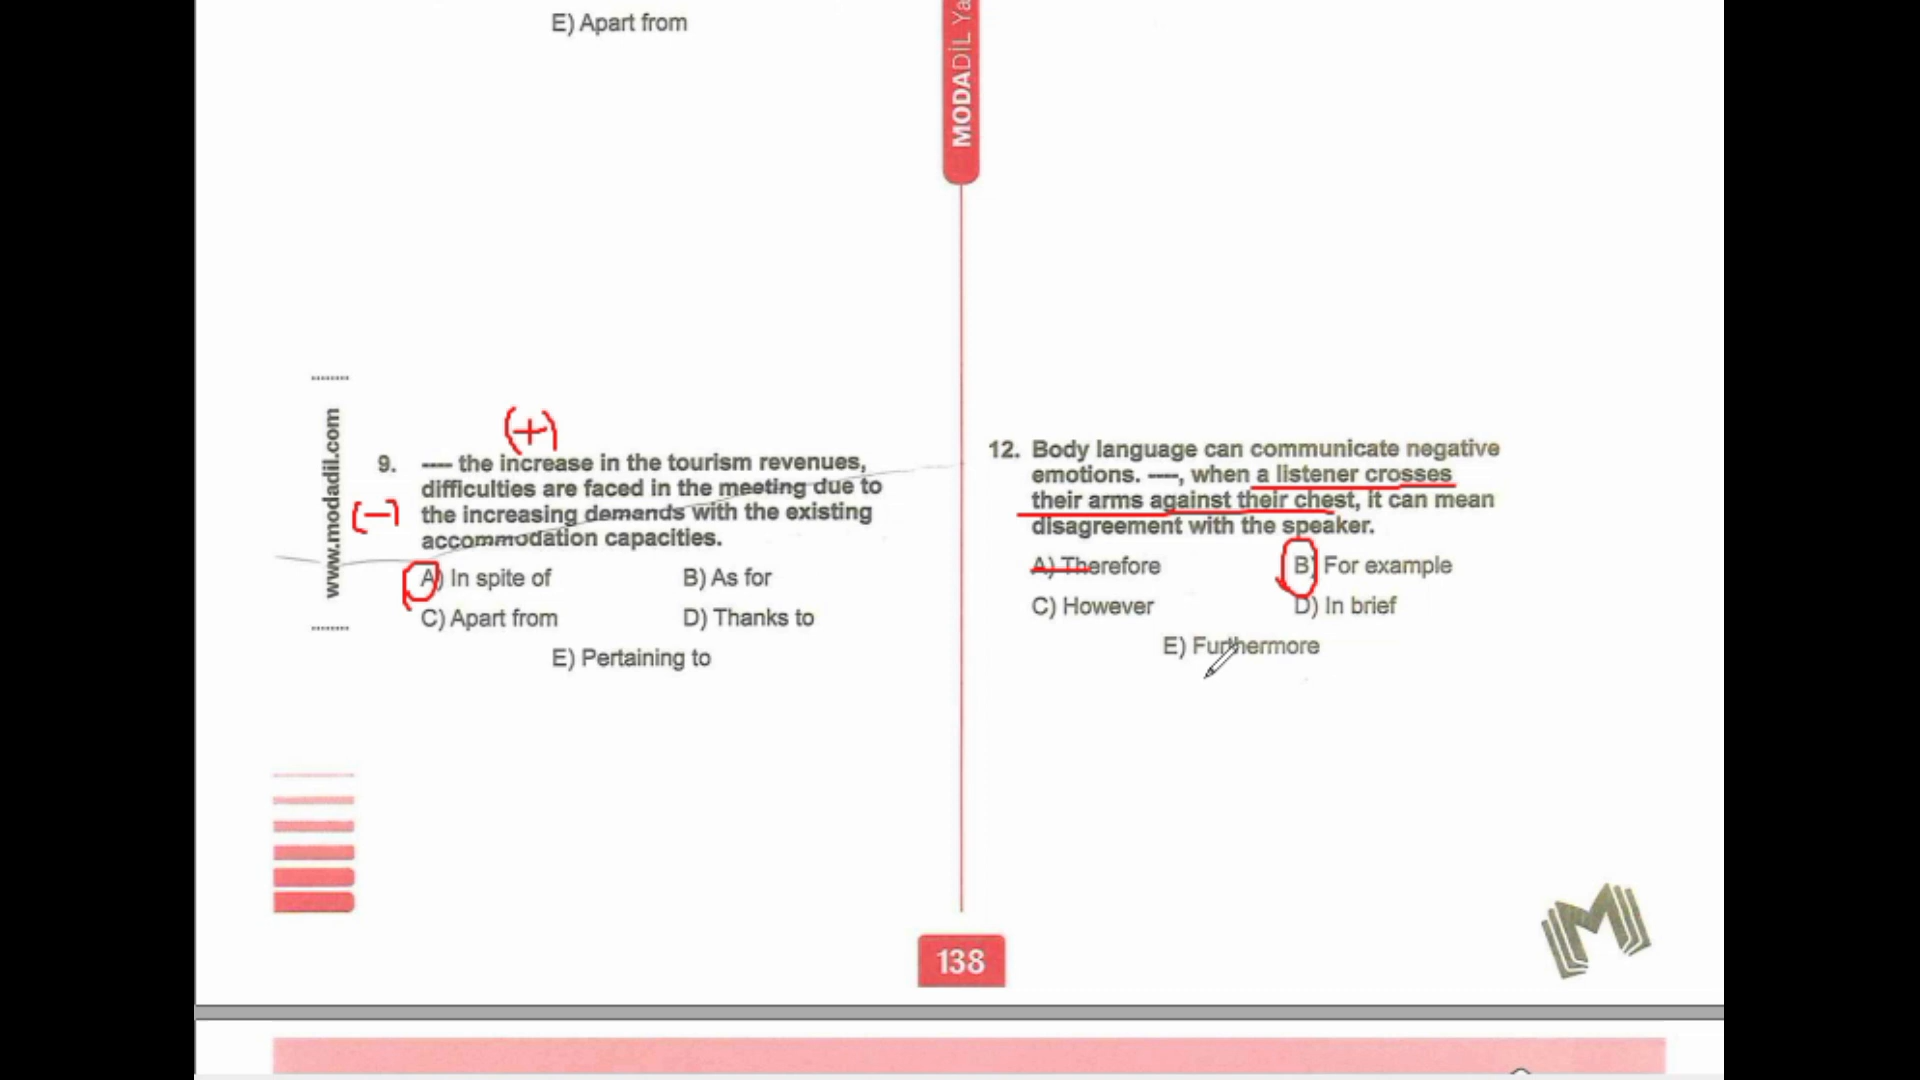 E) Apart from
MODADİL Ya
www.modadil.com
(+)
9. ---- the increase in the tourism revenues,
difficulties are faced in the meeting due to
(-)
the increasing demands with the existing
accommodation capacities.
A) In spite of B) As for
C) Apart from D) Thanks to
E) Pertaining to
12. Body language can communicate negative
emotions. ----, when a listener crosses
their arms against their chest, it can mean
disagreement with the speaker.
A) Therefore B) For example
C) However D) In brief
E) Furthermore
138
M